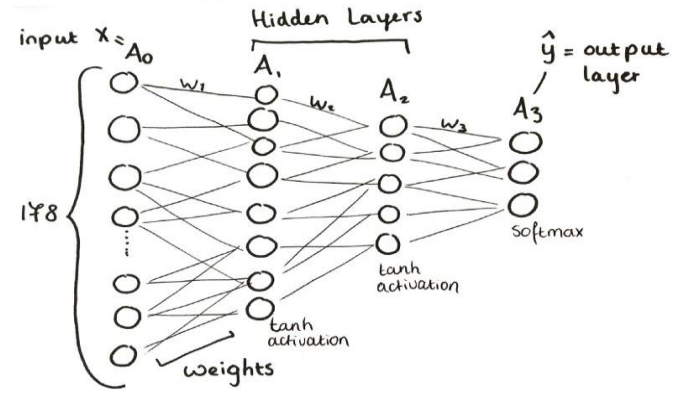 Hidden Layers
input x = A0
A1
A2
A3
ŷ = output
layer
W1
W2
W3
178
softmax
tanh
activation
tanh
activation
weights